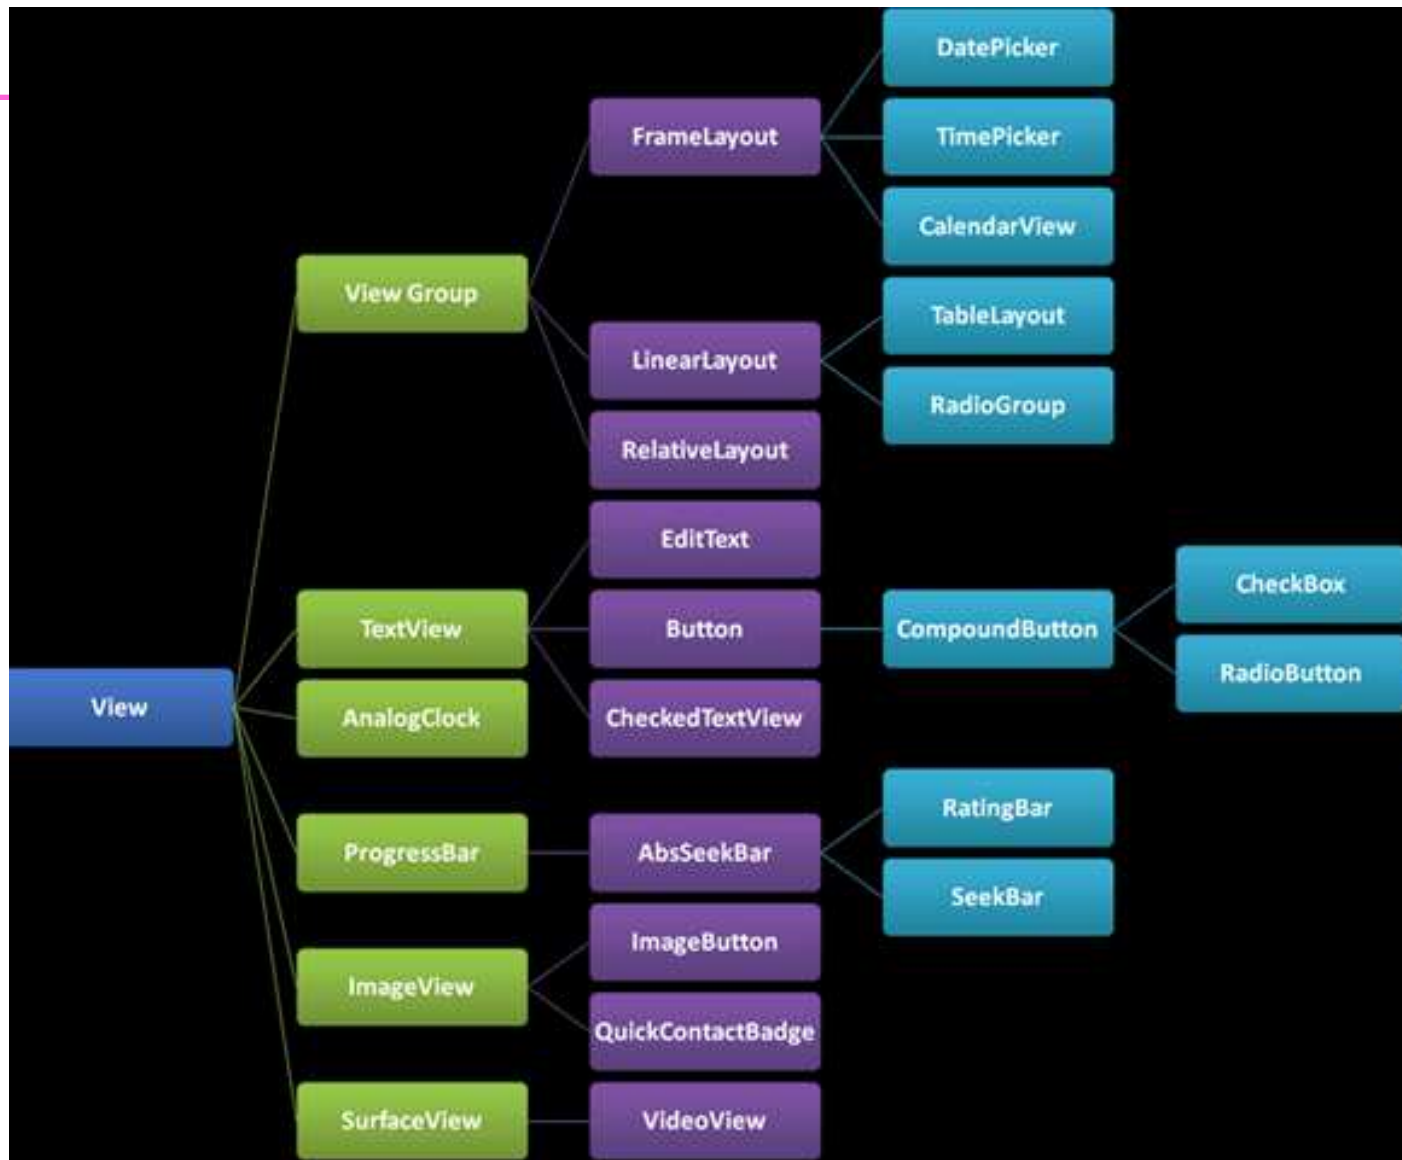 DatePicker
FrameLayout
TimePicker
CalendarView
View Group
TableLayout
LinearLayout
RadioGroup
RelativeLayout
EditText
CheckBox
TextView
Button
CompoundButton
RadioButton
View
AnalogClock
CheckedTextView
RatingBar
ProgressBar
AbsSeekBar
SeekBar
ImageButton
ImageView
QuickContactBadge
SurfaceView
VideoView